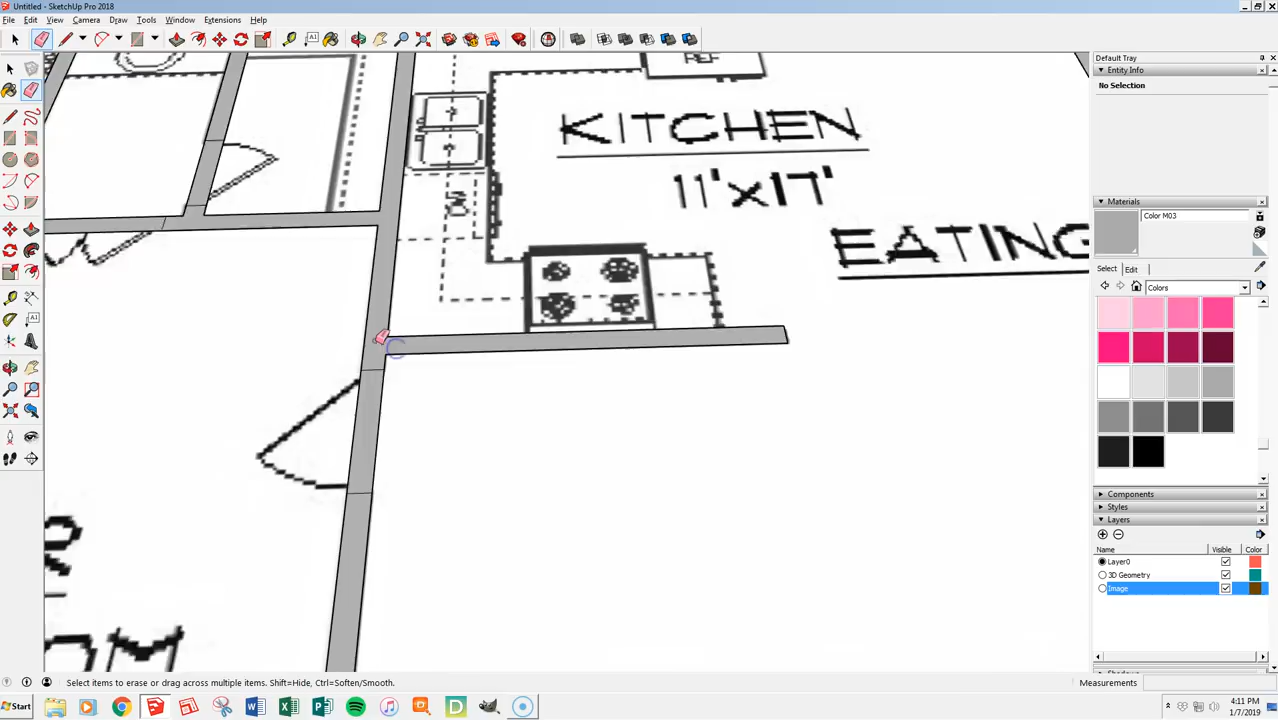 Untitled - SketchUp Pro 2018
File Edit View Camera Draw Tools Window Extensions Help
Default Tray
Entity Info
No Selection
REF
KITCHEN
11'x17'
DW
EATING
Materials
Color M03
Select Edit
Colors
Components
Styles
Layers
Name Visible Color
Layer0
3D Geometry
Image
Select items to erase or drag across multiple items. Shift=Hide, Ctrl=Soften/Smooth.
Measurements
Start
4:11 PM
1/7/2019